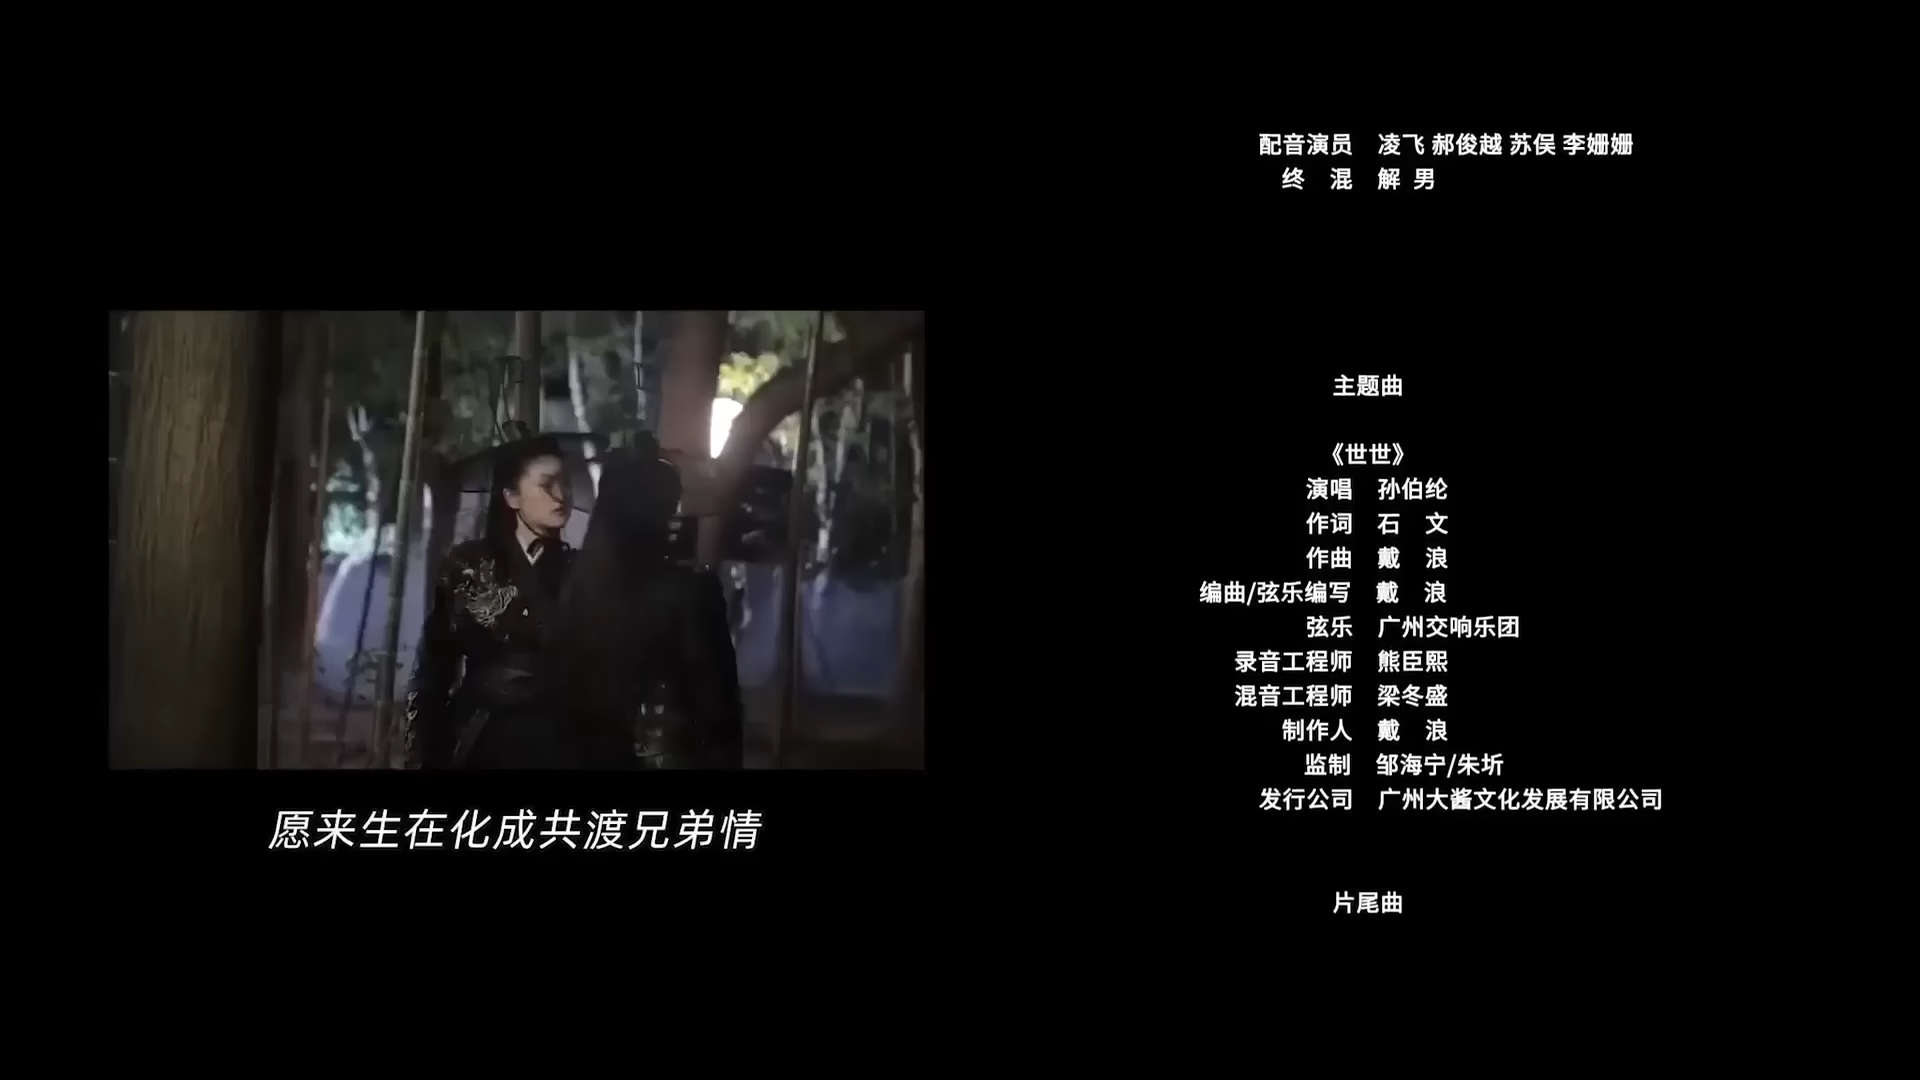 配音演员 凌飞 郝俊越 苏俣 李姗姗
终 混 解 男
主题曲
《世世》
演唱 孙伯纶
作词 石 文
作曲 戴 浪
编曲/弦乐编写 戴 浪
弦乐 广州交响乐团
录音工程师 熊臣熙
混音工程师 梁冬盛
制作人 戴 浪
监制 邹海宁/朱圻
发行公司 广州大酱文化发展有限公司
片尾曲
愿来生在化成共渡兄弟情